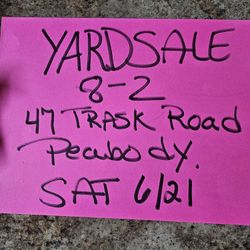 YARDSALE
8-2
47 TRASK Road
Peabody.
SAT 6/21